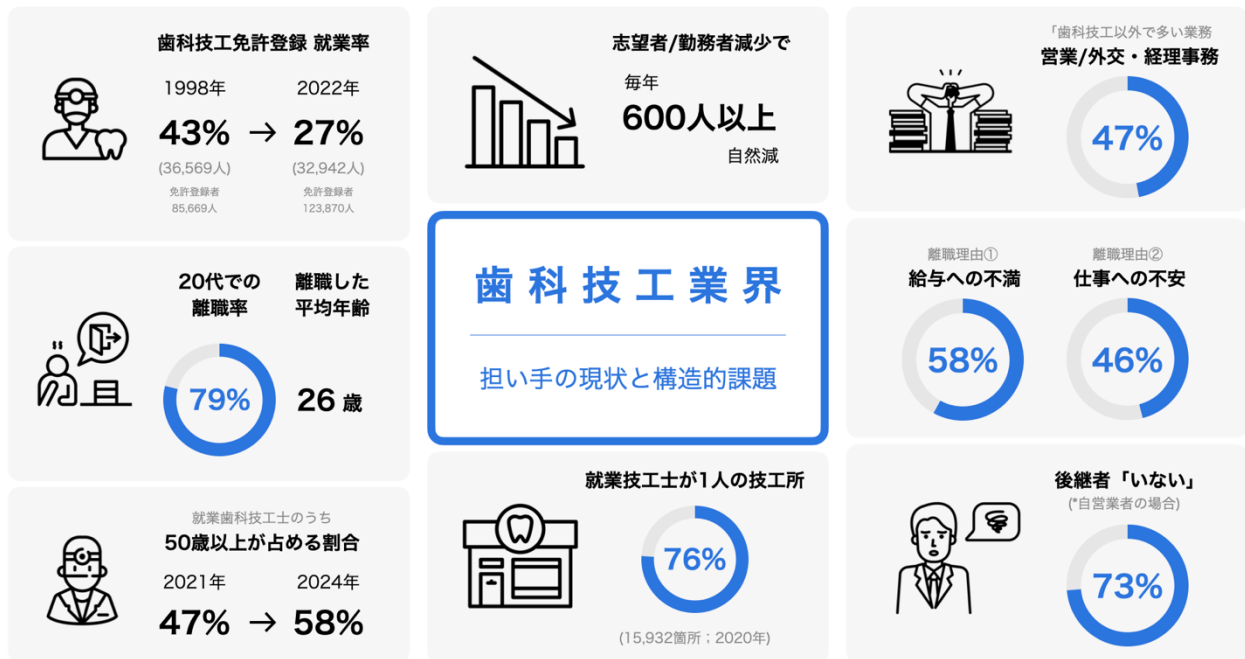 歯科技工免許登録 就業率
1998年
2022年
43% → 27%
(36,569人)
(32,942人)
免許登録者
85,669人
免許登録者
123,870人
志望者/勤務者減少で
毎年
600人以上
自然減
「歯科技工以外で多い業務
営業/外交・経理事務
47%
20代での
離職率
79%
離職した
平均年齢
26 歳
歯科技工業界
担い手の現状と構造的課題
離職理由①
給与への不満
58%
離職理由②
仕事への不安
46%
就業歯科技工士のうち
50歳以上が占める割合
2021年
2024年
47% → 58%
就業技工士が1人の技工所
76%
(15,932箇所；2020年)
後継者「いない」
(*自営業者の場合)
73%